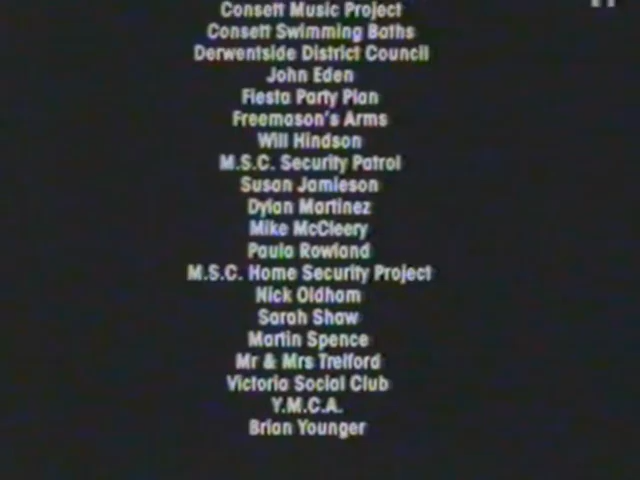 Consett Music Project
Consett Swimming Baths
Derwentside District Council
John Eden
Fiesta Party Plan
Freemason's Arms
Will Hindson
M.S.C. Security Patrol
Susan Jamieson
Dylan Martinez
Mike McCleery
Paula Rowland
M.S.C. Home Security Project
Nick Oldham
Sarah Shaw
Martin Spence
Mr & Mrs Trelford
Victoria Social Club
Y.M.C.A.
Brian Younger